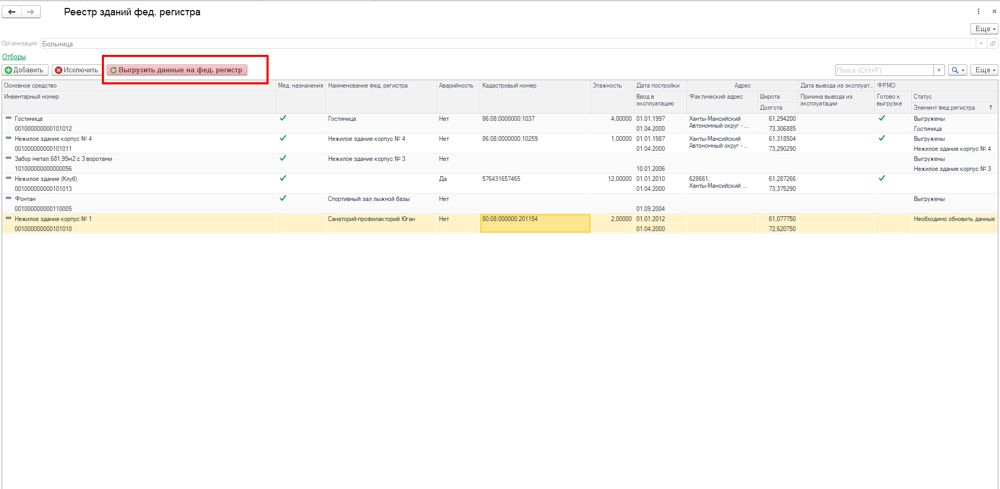 Реестр зданий фед. регистра
Еще
Организация: Больница
Отборы
Добавить Исключить Выгрузить данные на фед. регистр Поиск (Ctrl+F) × Еще
Основное средство Мед. назначения Наименование фед. регистра Аварийность Кадастровый номер Этажность Дата постройки Адрес Дата вывода из эксплуат... ФРМО
Инвентарный номер Ввод в эксплуатацию Фактический адрес Широта Причина вывода из эксплуатации Готово к выгрузке Статус
Долгота Элемент фед регистра ↑
Гостиница Гостиница Нет 86:08:0000000:1037 4,00000 01.01.1997 Ханты-Мансийский 61,294200 Выгружены
001000000000101012 01.04.2000 Автономный округ - ... 73,306885 Гостиница
Нежилое здание корпус № 4 Нежилое здание корпус № 4 Нет 86:08:0000000:10259 1,00000 01.01.1987 Ханты-Мансийский 61,318504 Выгружены
001000000000101011 01.04.2000 Автономный округ - ... 73,290290 Нежилое здание корпус № 4
Забор метал.681,95м2 с 3 воротами Нежилое здание корпус № 3 Нет Выгружены
101000000000000056 10.01.2006 Нежилое здание корпус № 3
Нежилое здание (Клуб) Да 576431657465 12,00000 01.01.2010 628661, 61,287266
001000000000101013 01.04.2000 Ханты-Мансийский ... 73,375290
Фонтан Спортивный зал лыжной базы Нет Выгружены
001000000000110005 01.09.2004
Нежилое здание корпус № 1 Санаторий-профилакторий Юган Нет 80:08:000000:201154 2,00000 01.01.2012 61,077750 Необходимо обновить данные
001000000000101010 01.04.2000 72,620750